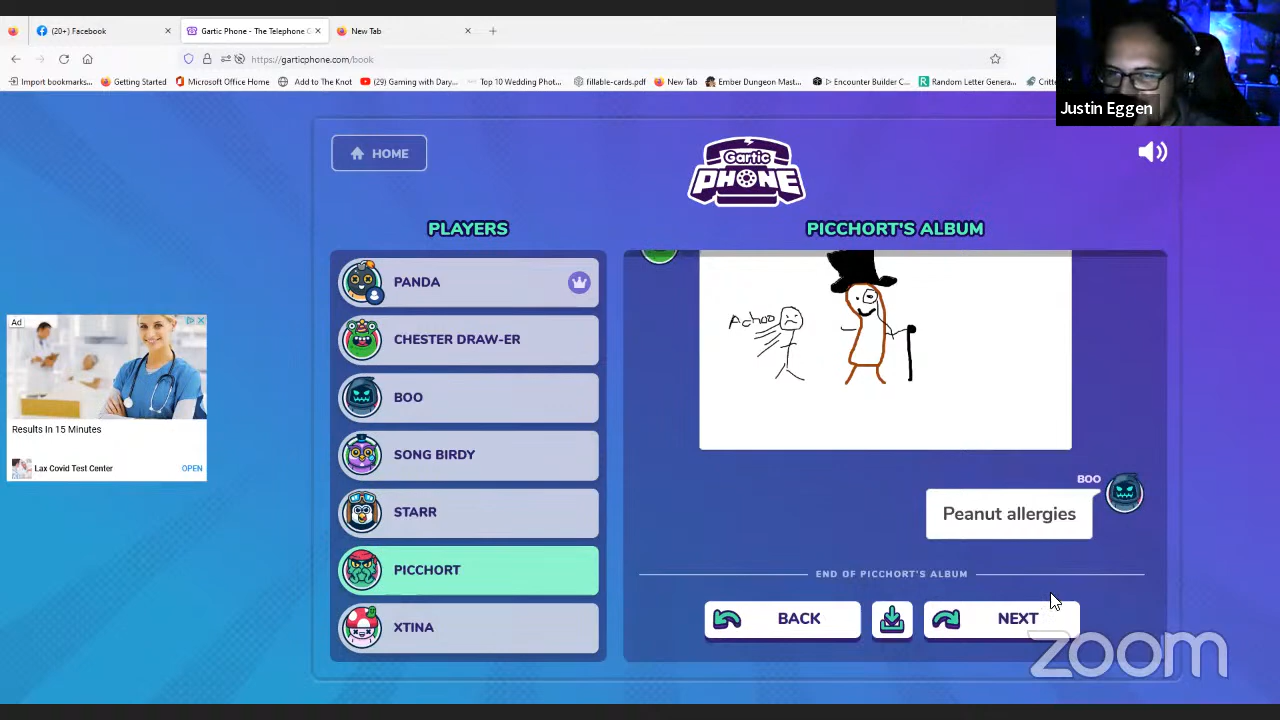 (20+) Facebook
Gartic Phone - The Telephone
New Tab
https://garticphone.com/book
Import bookmarks...
Getting Started
Microsoft Office Home
Add to The Knot
(29) Gaming with Dary...
Top 10 Wedding Phot...
fillable-cards.pdf
New Tab
Ember Dungeon Mast...
Encounter Builder C...
Random Letter Genera...
Justin Eggen
HOME
Gartic
PHONE
PLAYERS
PICCHORT'S ALBUM
PANDA
CHESTER DRAW-ER
BOO
SONG BIRDY
STARR
PICCHORT
XTINA
Ad
Results In 15 Minutes
Lax Covid Test Center
OPEN
Achoo
BOO
Peanut allergies
END OF PICCHORT'S ALBUM
BACK
NEXT
zoom